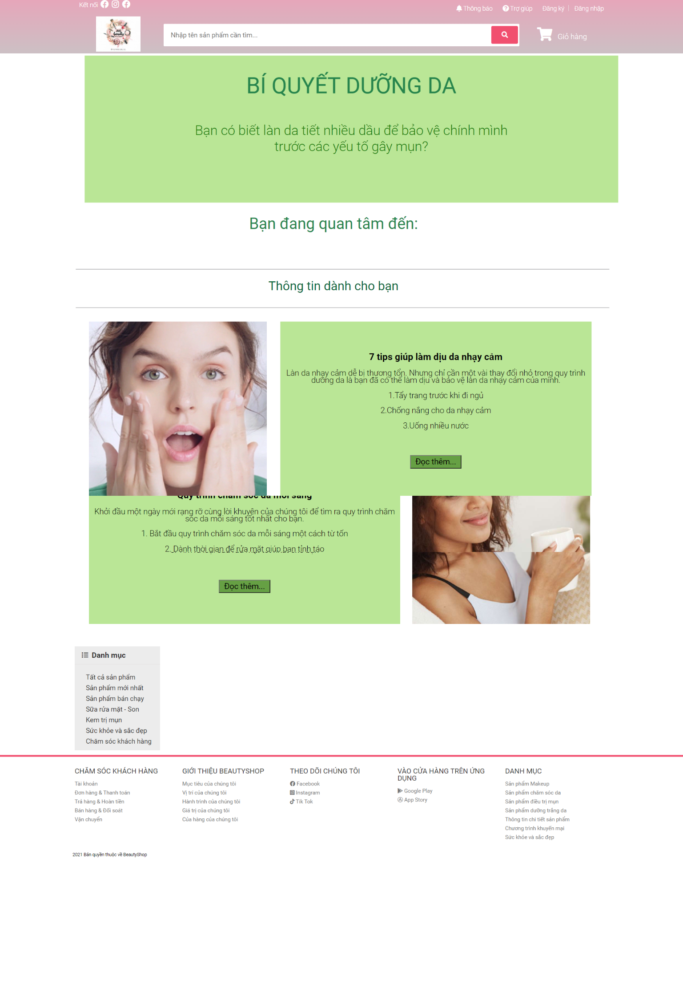 Kết nối
Thông báo
Trợ giúp
Đăng ký
Đăng nhập
JUST
beauty
Nhập tên sản phẩm cần tìm...
Giỏ hàng
BÍ QUYẾT DƯỠNG DA
Bạn có biết làn da tiết nhiều dầu để bảo vệ chính mình
trước các yếu tố gây mụn?
Bạn đang quan tâm đến:
Thông tin dành cho bạn
7 tips giúp làm dịu da nhạy cảm
Làn da nhạy cảm dễ bị thương tổn. Nhưng chỉ cần một vài thay đổi nhỏ trong quy trình
dưỡng da là bạn đã có thể làm dịu và bảo vệ làn da nhạy cảm của mình.
1.Tẩy trang trước khi đi ngủ
2.Chống nắng cho da nhạy cảm
3.Uống nhiều nước
Đọc thêm...
Quy trình chăm sóc da mỗi sáng
Khởi đầu một ngày mới rạng rỡ cùng lời khuyên của chúng tôi để tìm ra quy trình chăm
sóc da mỗi sáng tốt nhất cho bạn.
1. Bắt đầu quy trình chăm sóc da mỗi sáng một cách từ tốn
2. Dành thời gian để rửa mặt giúp bạn tỉnh táo
Đọc thêm...
Danh mục
Tất cả sản phẩm
Sản phẩm mới nhất
Sản phẩm bán chạy
Sữa rửa mặt - Son
Kem trị mụn
Sức khỏe và sắc đẹp
Chăm sóc khách hàng
CHĂM SÓC KHÁCH HÀNG
Tài khoản
Đơn hàng & Thanh toán
Trả hàng & Hoàn tiền
Bán hàng & Đối soát
Vận chuyển
GIỚI THIỆU BEAUTYSHOP
Mục tiêu của chúng tôi
Vị trí của chúng tôi
Hành trình của chúng tôi
Giá trị của chúng tôi
Của hàng của chúng tôi
THEO DÕI CHÚNG TÔI
Facebook
Instagram
Tik Tok
VÀO CỬA HÀNG TRÊN ỨNG
DỤNG
Google Play
App Story
DANH MỤC
Sản phẩm Makeup
Sản phẩm chăm sóc da
Sản phẩm điều trị mụn
Sản phẩm dưỡng trắng da
Thông tin chi tiết sản phẩm
Chương trình khuyến mại
Sức khỏe và sắc đẹp
2021 Bản quyền thuộc về BeautyShop